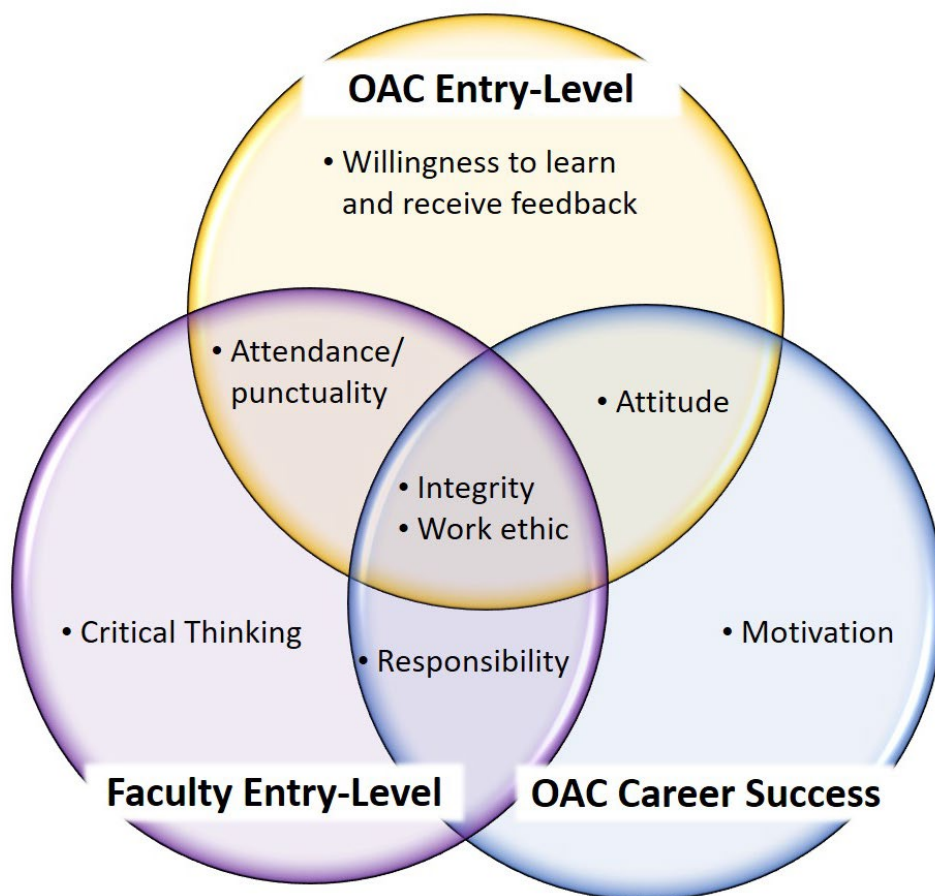 OAC Entry-Level
• Willingness to learn
and receive feedback
• Attendance/
punctuality
• Attitude
• Integrity
• Work ethic
• Critical Thinking
• Responsibility
• Motivation
Faculty Entry-Level
OAC Career Success